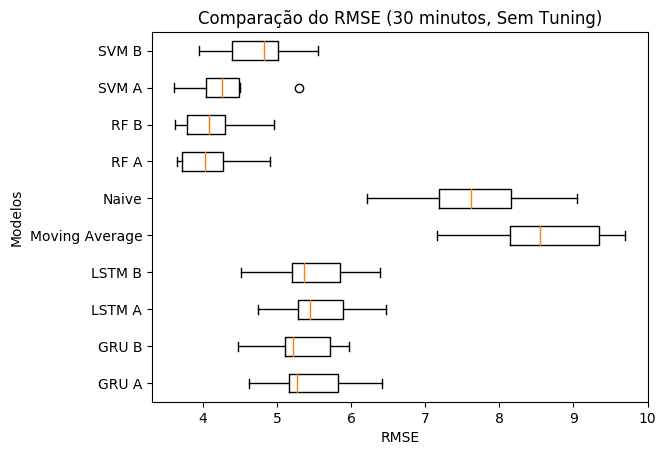 Comparação do RMSE (30 minutos, Sem Tuning)
Modelos
SVM B
SVM A
RF B
RF A
Naive
Moving Average
LSTM B
LSTM A
GRU B
GRU A
4 5 6 7 8 9 10
RMSE